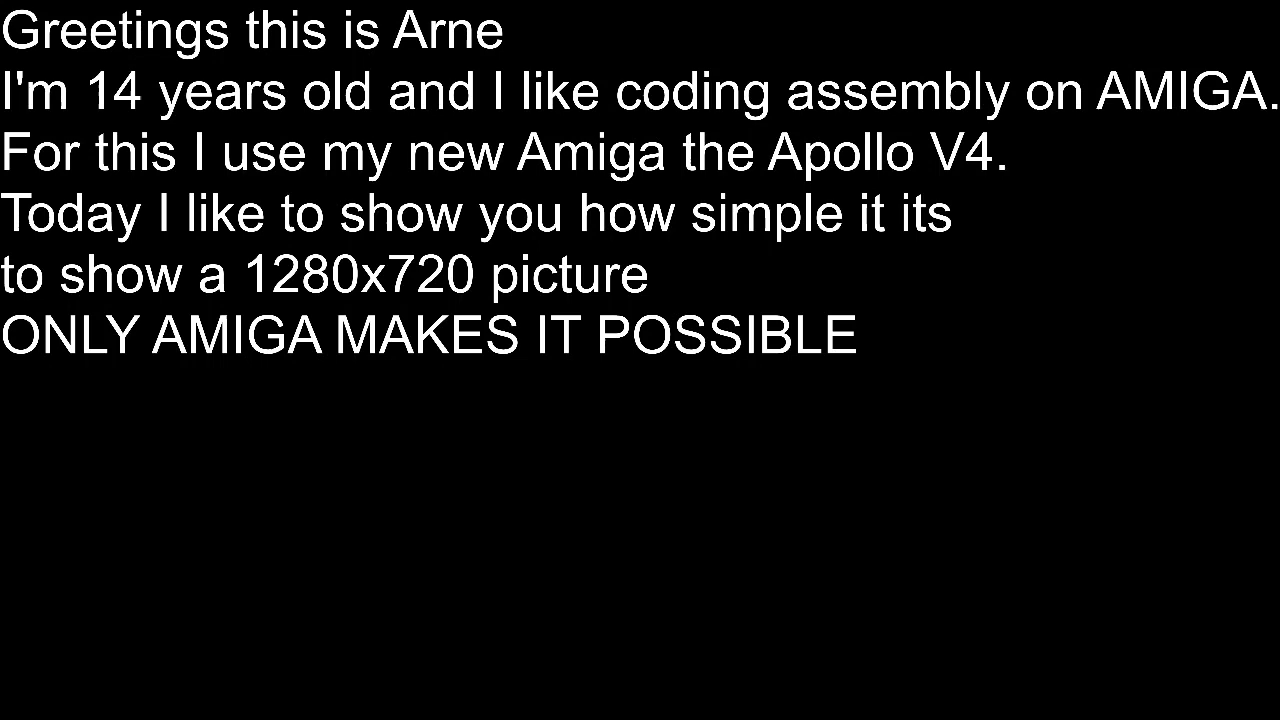 Greetings this is Arne
I'm 14 years old and I like coding assembly on AMIGA.
For this I use my new Amiga the Apollo V4.
Today I like to show you how simple it its
to show a 1280x720 picture
ONLY AMIGA MAKES IT POSSIBLE